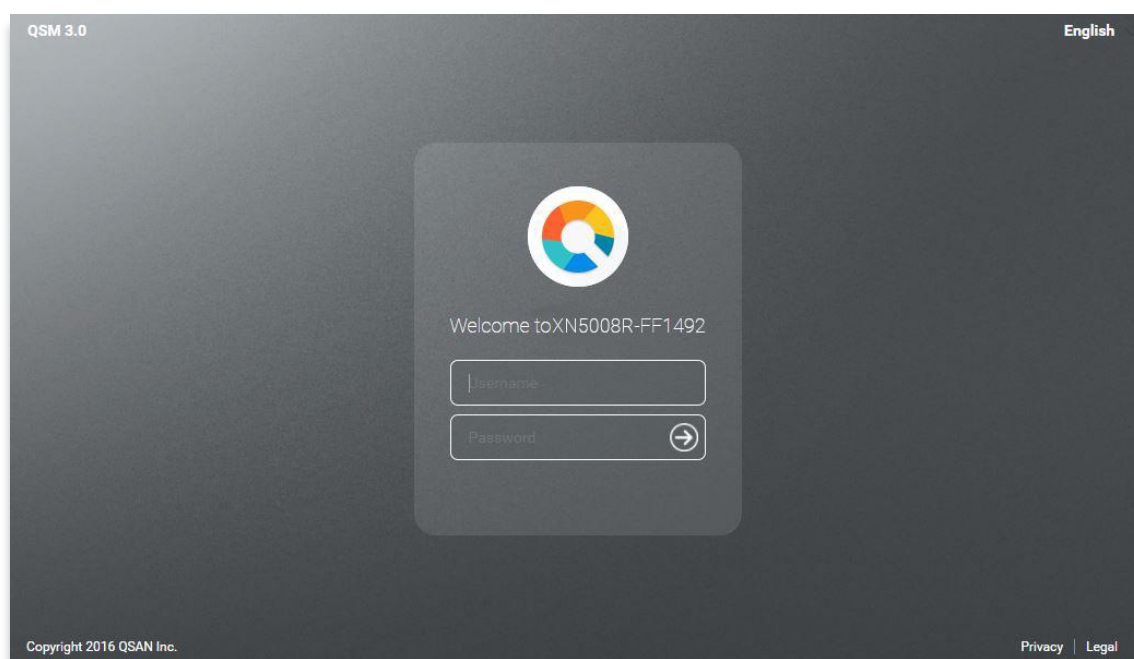 QSM 3.0
English
Welcome toXN5008R-FF1492
Username
Password
Copyright 2016 QSAN Inc.
Privacy | Legal